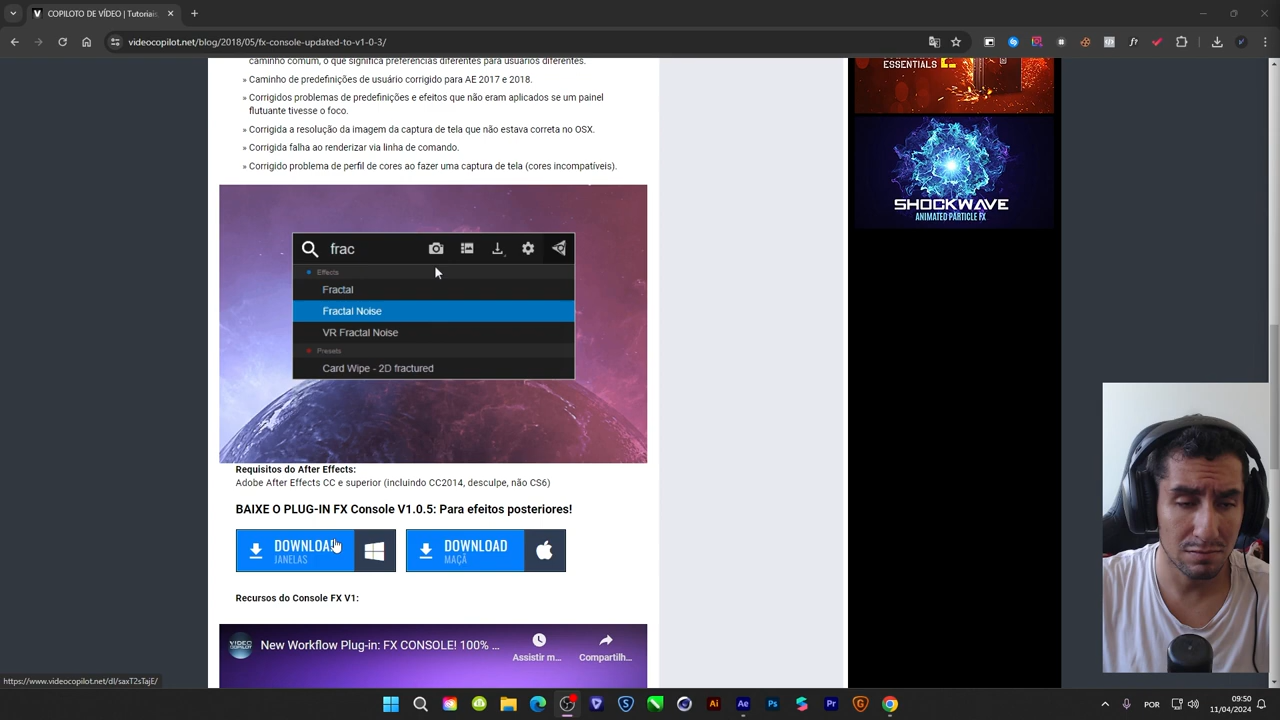 COPILOTO DE VÍDEO | Tutoriais,
videocopilot.net/blog/2018/05/fx-console-updated-to-v1-0-3/
caminho comum, o que significa preferências diferentes para usuários diferentes.
» Caminho de predefinições de usuário corrigido para AE 2017 e 2018.
» Corrigidos problemas de predefinições e efeitos que não eram aplicados se um painel
flutuante tivesse o foco.
» Corrigida a resolução da imagem da captura de tela que não estava correta no OSX.
» Corrigida falha ao renderizar via linha de comando.
» Corrigido problema de perfil de cores ao fazer uma captura de tela (cores incompatíveis).
ESSENTIALS 2
SHOCKWAVE
ANIMATED PARTICLE FX
frac
Effects
Fractal
Fractal Noise
VR Fractal Noise
Presets
Card Wipe - 2D fractured
Requisitos do After Effects:
Adobe After Effects CC e superior (incluindo CC2014, desculpe, não CS6)
BAIXE O PLUG-IN FX Console V1.0.5: Para efeitos posteriores!
DOWNLOAD
JANELAS
DOWNLOAD
MAÇÃ
Recursos do Console FX V1:
VIDEO COPILOT
New Workflow Plug-in: FX CONSOLE! 100% ...
Assistir m...
Compartilh...
https://www.videocopilot.net/dl/saxT2sTajE/
Ai
Ae
Ps
Pr
POR
09:50
11/04/2024